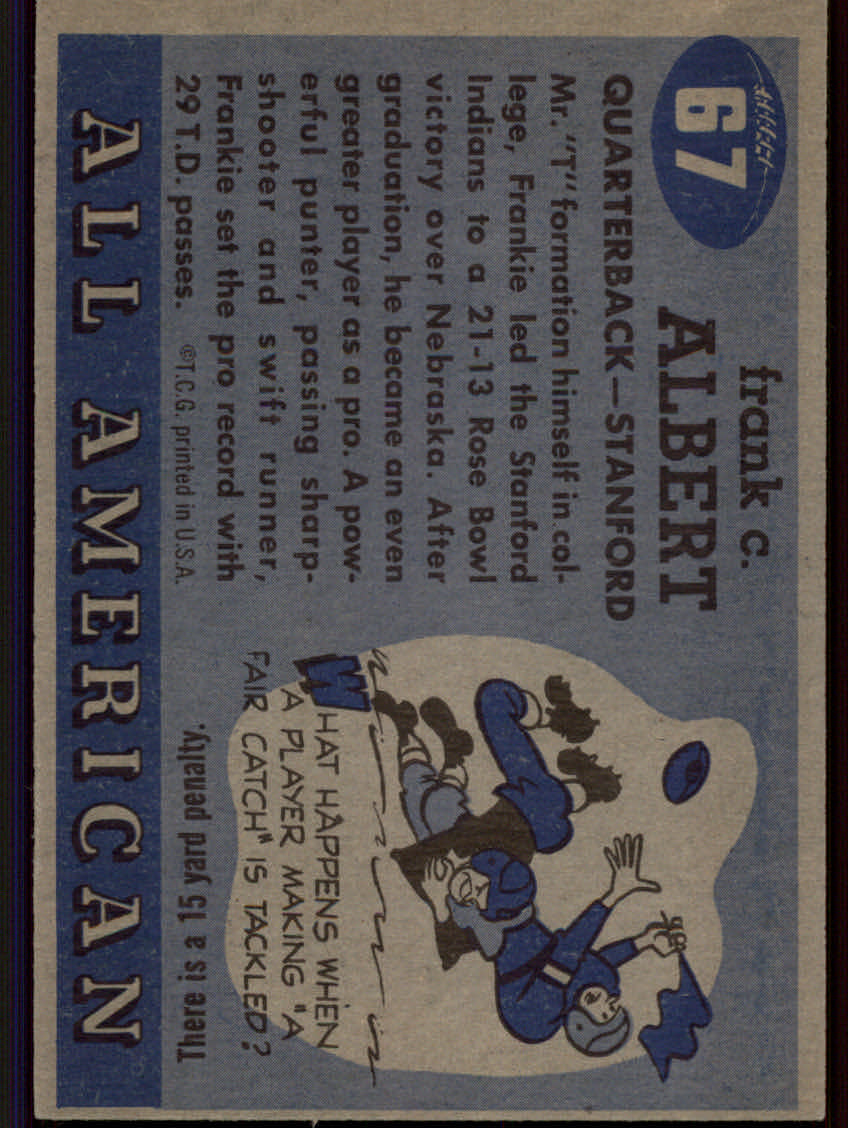 67
frank c.
ALBERT
QUARTERBACK—STANFORD
Mr. "T" formation himself in col-
lege, Frankie led the Stanford
Indians to a 21-13 Rose Bowl
victory over Nebraska. After
graduation, he became an even
greater player as a pro. A pow-
erful punter, passing sharp-
shooter and swift runner,
Frankie set the pro record with
29 T.D. passes.
©T.C.G. printed in U.S.A.
WHAT HAPPENS WHEN
A PLAYER MAKING "A
FAIR CATCH" IS TACKLED?
There is a 15 yard penalty.
ALL AMERICAN